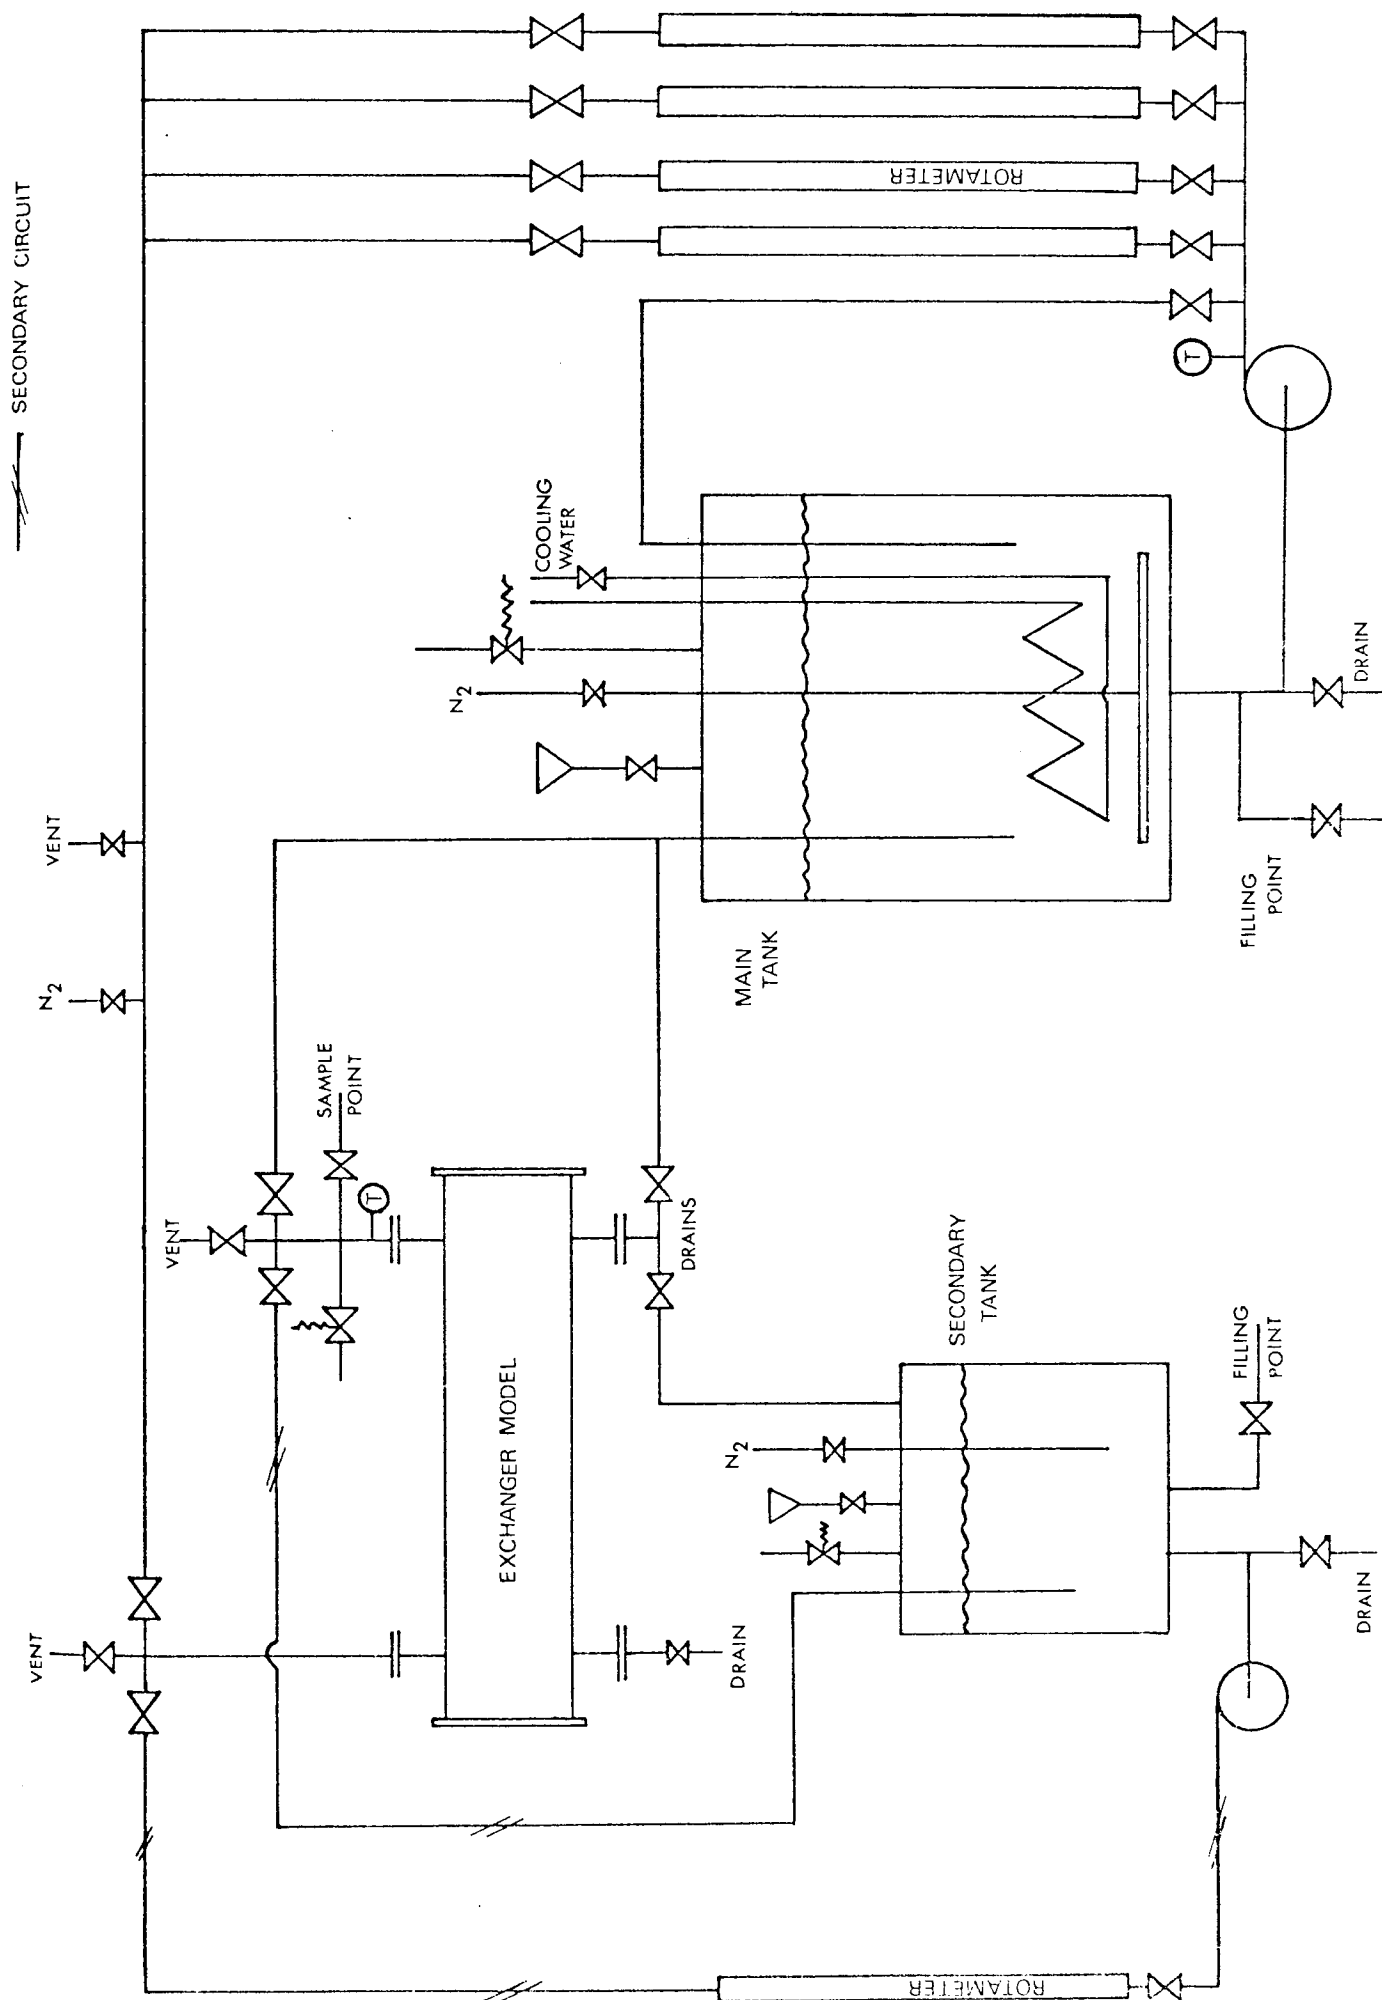 SECONDARY CIRCUIT
VENT
N2
VENT
VENT
SAMPLE
POINT
T
EXCHANGER MODEL
DRAINS
DRAIN
N2
COOLING
WATER
MAIN
TANK
ROTAMETER
T
FILLING
POINT
DRAIN
N2
SECONDARY
TANK
FILLING
POINT
DRAIN
ROTAMETER